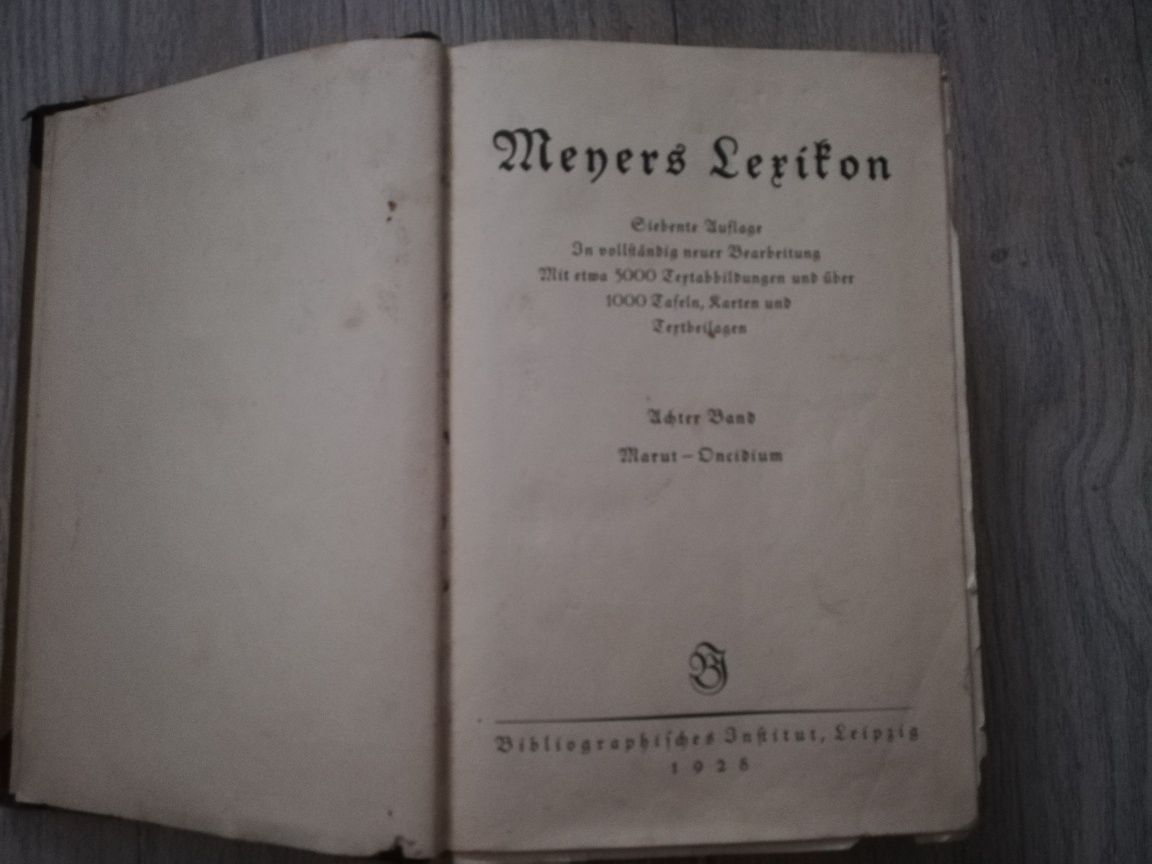 Meyers Lexikon
Siebente Auflage
In vollständig neuer Bearbeitung
Mit etwa 5000 Textabbildungen und über
1000 Tafeln, Karten und
Textbeilagen
Achter Band
Marut – Oncidium
BI
Bibliographisches Institut, Leipzig
1928